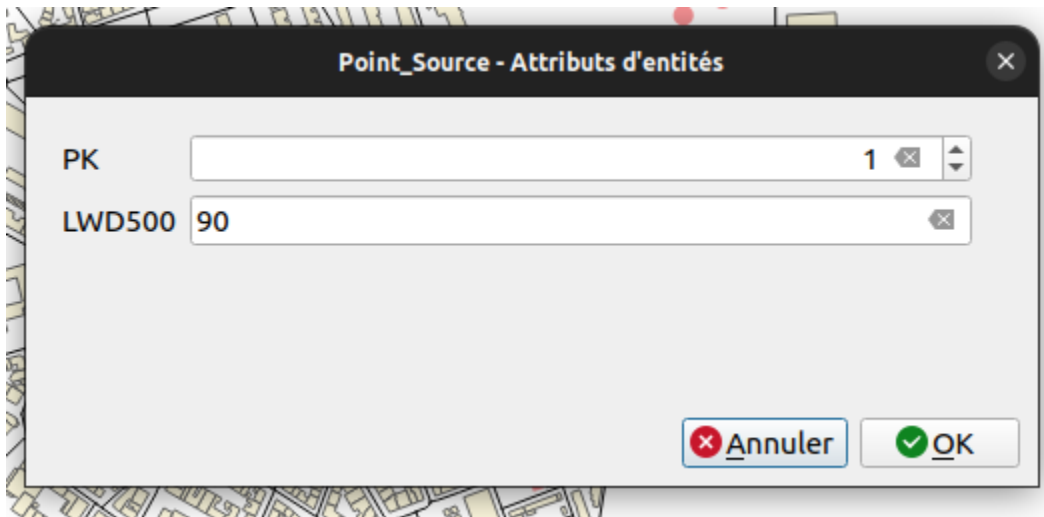 Point_Source - Attributs d'entités
PK 1
LWD500 90
Annuler OK